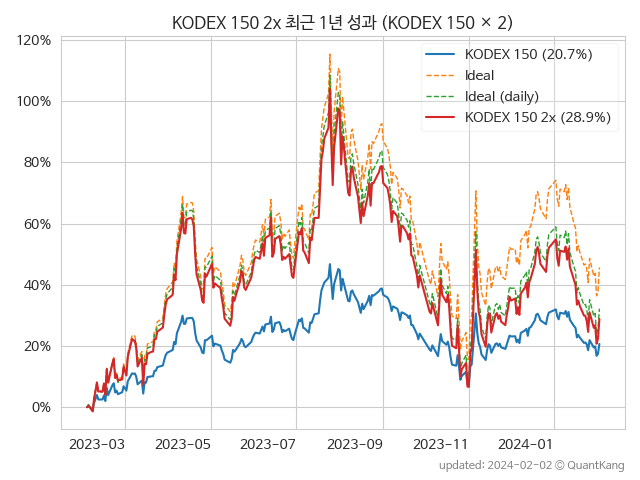 KODEX 150 2x 최근 1년 성과 (KODEX 150 × 2)
120%
100%
80%
60%
40%
20%
0%
KODEX 150 (20.7%)
Ideal
Ideal (daily)
KODEX 150 2x (28.9%)
2023-03
2023-05
2023-07
2023-09
2023-11
2024-01
updated: 2024-02-02 © QuantKang